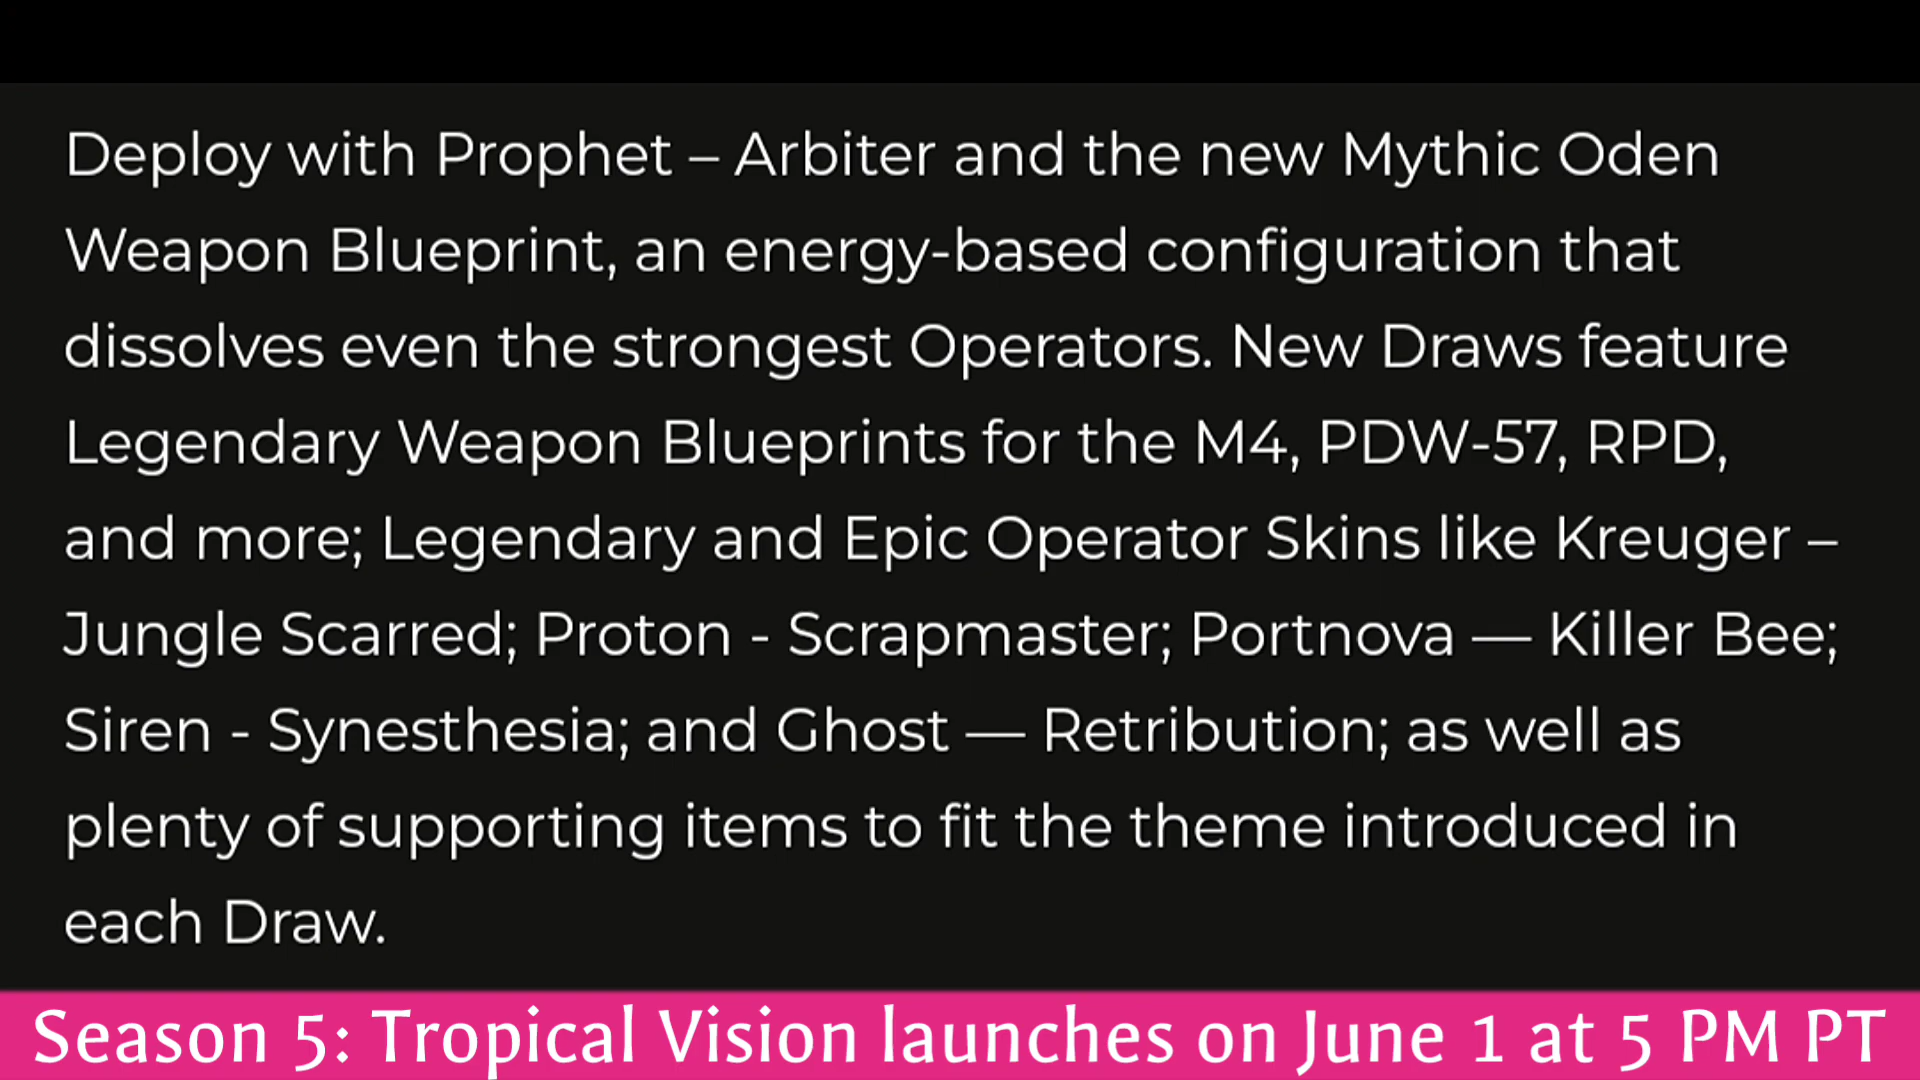 Deploy with Prophet – Arbiter and the new Mythic Oden
Weapon Blueprint, an energy-based configuration that
dissolves even the strongest Operators. New Draws feature
Legendary Weapon Blueprints for the M4, PDW-57, RPD,
and more; Legendary and Epic Operator Skins like Kreuger –
Jungle Scarred; Proton - Scrapmaster; Portnova — Killer Bee;
Siren - Synesthesia; and Ghost — Retribution; as well as
plenty of supporting items to fit the theme introduced in
each Draw.
Season 5: Tropical Vision launches on June 1 at 5 PM PT